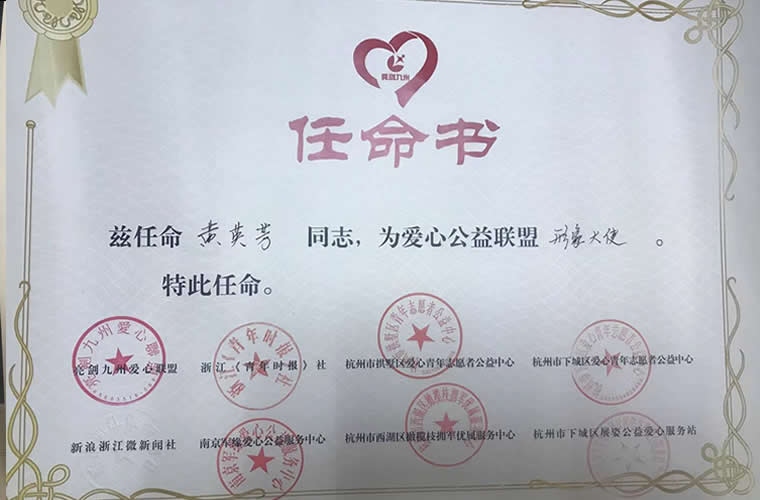 亮剑九州
任命书
兹任命 黄英芳 同志，为爱心公益联盟 形象大使 。
特此任命。
亮剑九州爱心联盟 浙江《青年时报》社 杭州市拱墅区爱心青年志愿者公益中心 杭州市下城区爱心青年志愿者公益中心
新浪浙江微新闻社 南京军缘爱心公益服务中心 杭州市西湖区橄榄枝拥军优属服务中心 杭州市下城区展姿公益爱心服务站